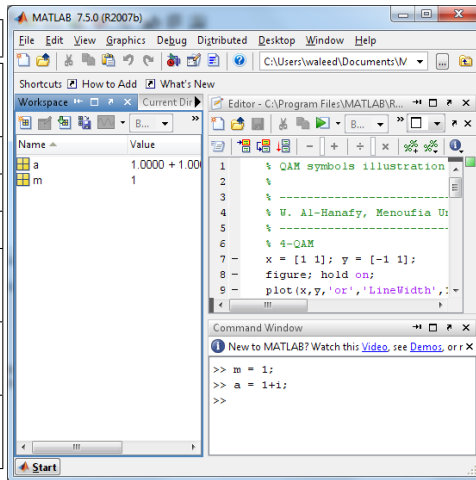 MATLAB 7.5.0 (R2007b)
File Edit View Graphics Debug Distributed Desktop Window Help
C:\Users\waleed\Documents\M
Shortcuts How to Add What's New
Workspace
Current Dir
B...
Name
Value
a 1.0000 + 1.00
m 1
Editor - C:\Program Files\MATLAB\R...
B...
1 % QAM symbols illustration
2 %
3 % ----------------------
4 % W. Al-Hanafy, Menoufia Un
5 % ----------------------
6 % 4-QAM
7 - x = [1 1]; y = [-1 1];
8 - figure; hold on;
9 - plot(x,y,'or','LineWidth',
Command Window
New to MATLAB? Watch this Video, see Demos, or r
>> m = 1;
>> a = 1+i;
>>
Start